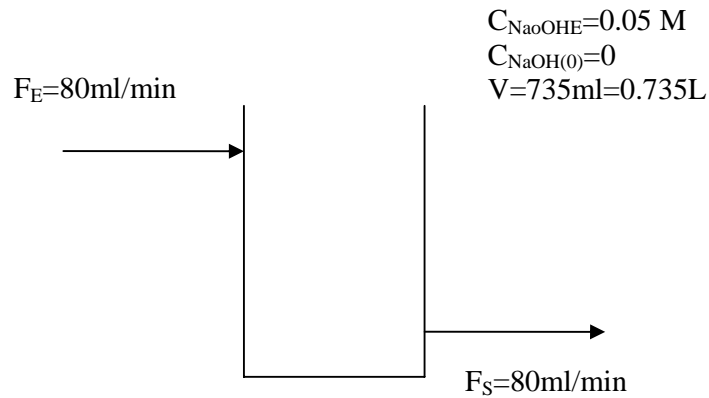 C_NaoOHE=0.05 M
C_NaOH(0)=0
V=735ml=0.735L
F_E=80ml/min
F_S=80ml/min